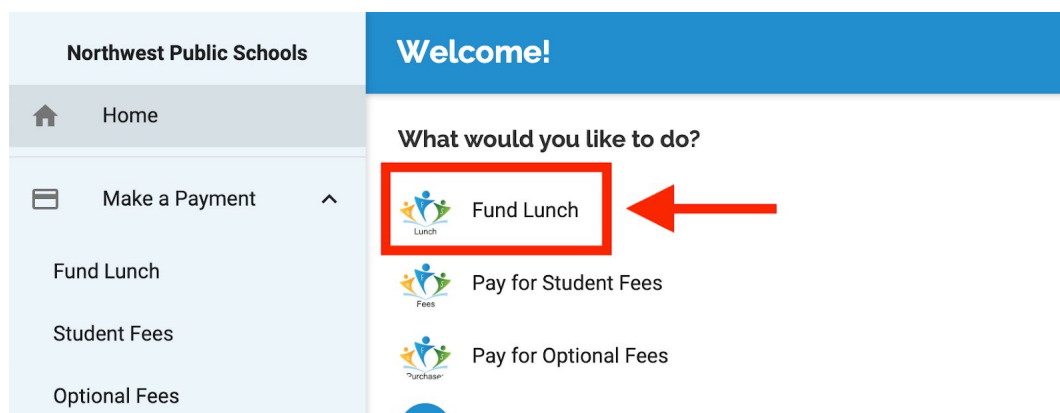 Northwest Public Schools
Home
Make a Payment
Fund Lunch
Student Fees
Optional Fees
Welcome!
What would you like to do?
Lunch
Fund Lunch
Fees
Pay for Student Fees
Pay for Optional Fees